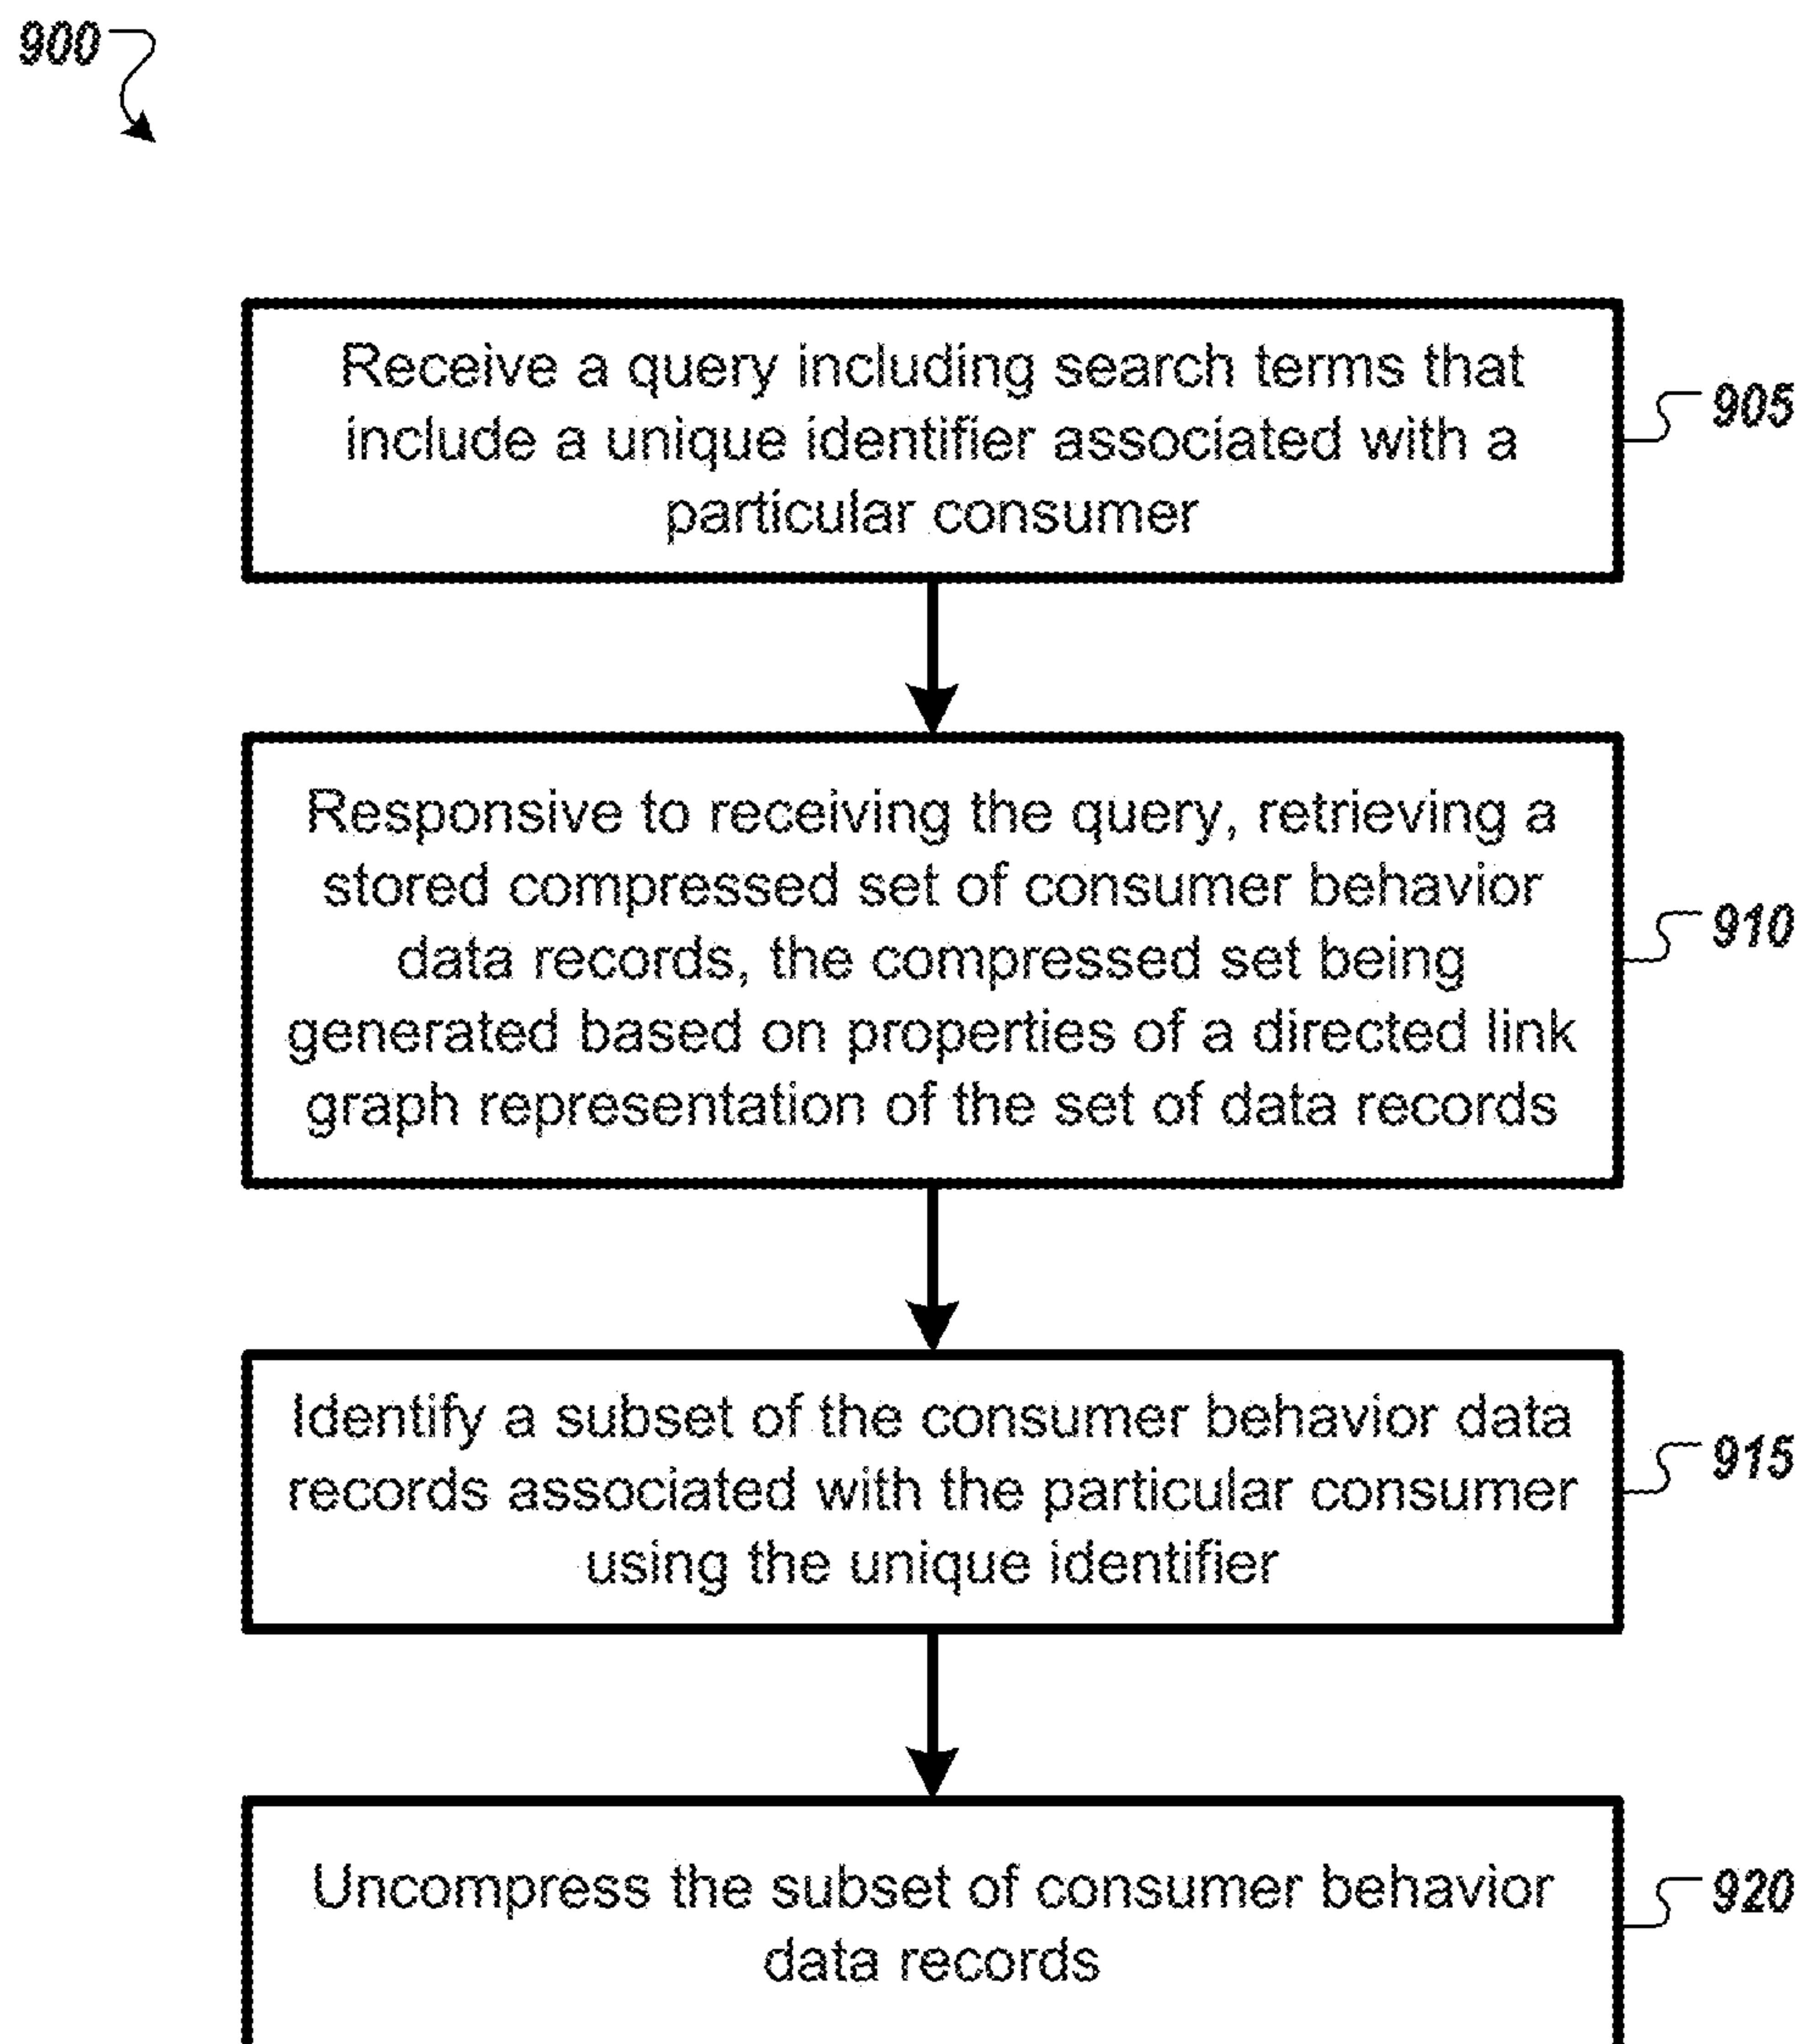 900
Receive a query including search terms that
include a unique identifier associated with a
particular consumer
905
Responsive to receiving the query, retrieving a
stored compressed set of consumer behavior
data records, the compressed set being
generated based on properties of a directed link
graph representation of the set of data records
910
Identify a subset of the consumer behavior data
records associated with the particular consumer
using the unique identifier
915
Uncompress the subset of consumer behavior
data records
920